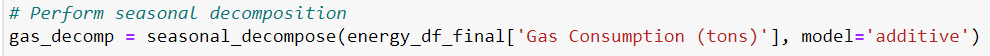 # Perform seasonal decomposition
gas_decomp = seasonal_decompose(energy_df_final['Gas Consumption (tons)'], model='additive')